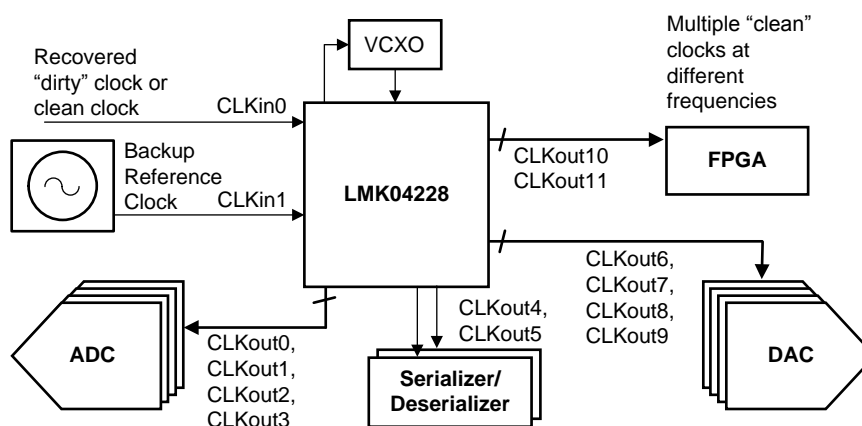 VCXO
Recovered
“dirty” clock or
clean clock
CLKin0
Multiple “clean”
clocks at
different
frequencies
Backup
Reference
Clock
CLKin1
LMK04228
CLKout10
CLKout11
FPGA
CLKout6,
CLKout7,
CLKout8,
CLKout9
ADC
CLKout0,
CLKout1,
CLKout2,
CLKout3
CLKout4,
CLKout5
Serializer/
Deserializer
DAC